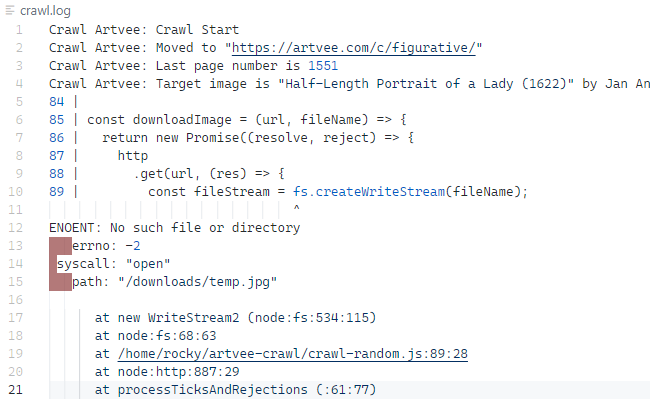 crawl.log
1 Crawl Artvee: Crawl Start
2 Crawl Artvee: Moved to "https://artvee.com/c/figurative/"
3 Crawl Artvee: Last page number is 1551
4 Crawl Artvee: Target image is "Half-Length Portrait of a Lady (1622)" by Jan An
5 84 |
6 85 | const downloadImage = (url, fileName) => {
7 86 |   return new Promise((resolve, reject) => {
8 87 |     http
9 88 |       .get(url, (res) => {
10 89 |         const fileStream = fs.createWriteStream(fileName);
11 ^
12 ENOENT: No such file or directory
13    errno: -2
14  syscall: "open"
15    path: "/downloads/temp.jpg"
16
17       at new WriteStream2 (node:fs:534:115)
18       at node:fs:68:63
19       at /home/rocky/artvee-crawl/crawl-random.js:89:28
20       at node:http:887:29
21       at processTicksAndRejections (:61:77)